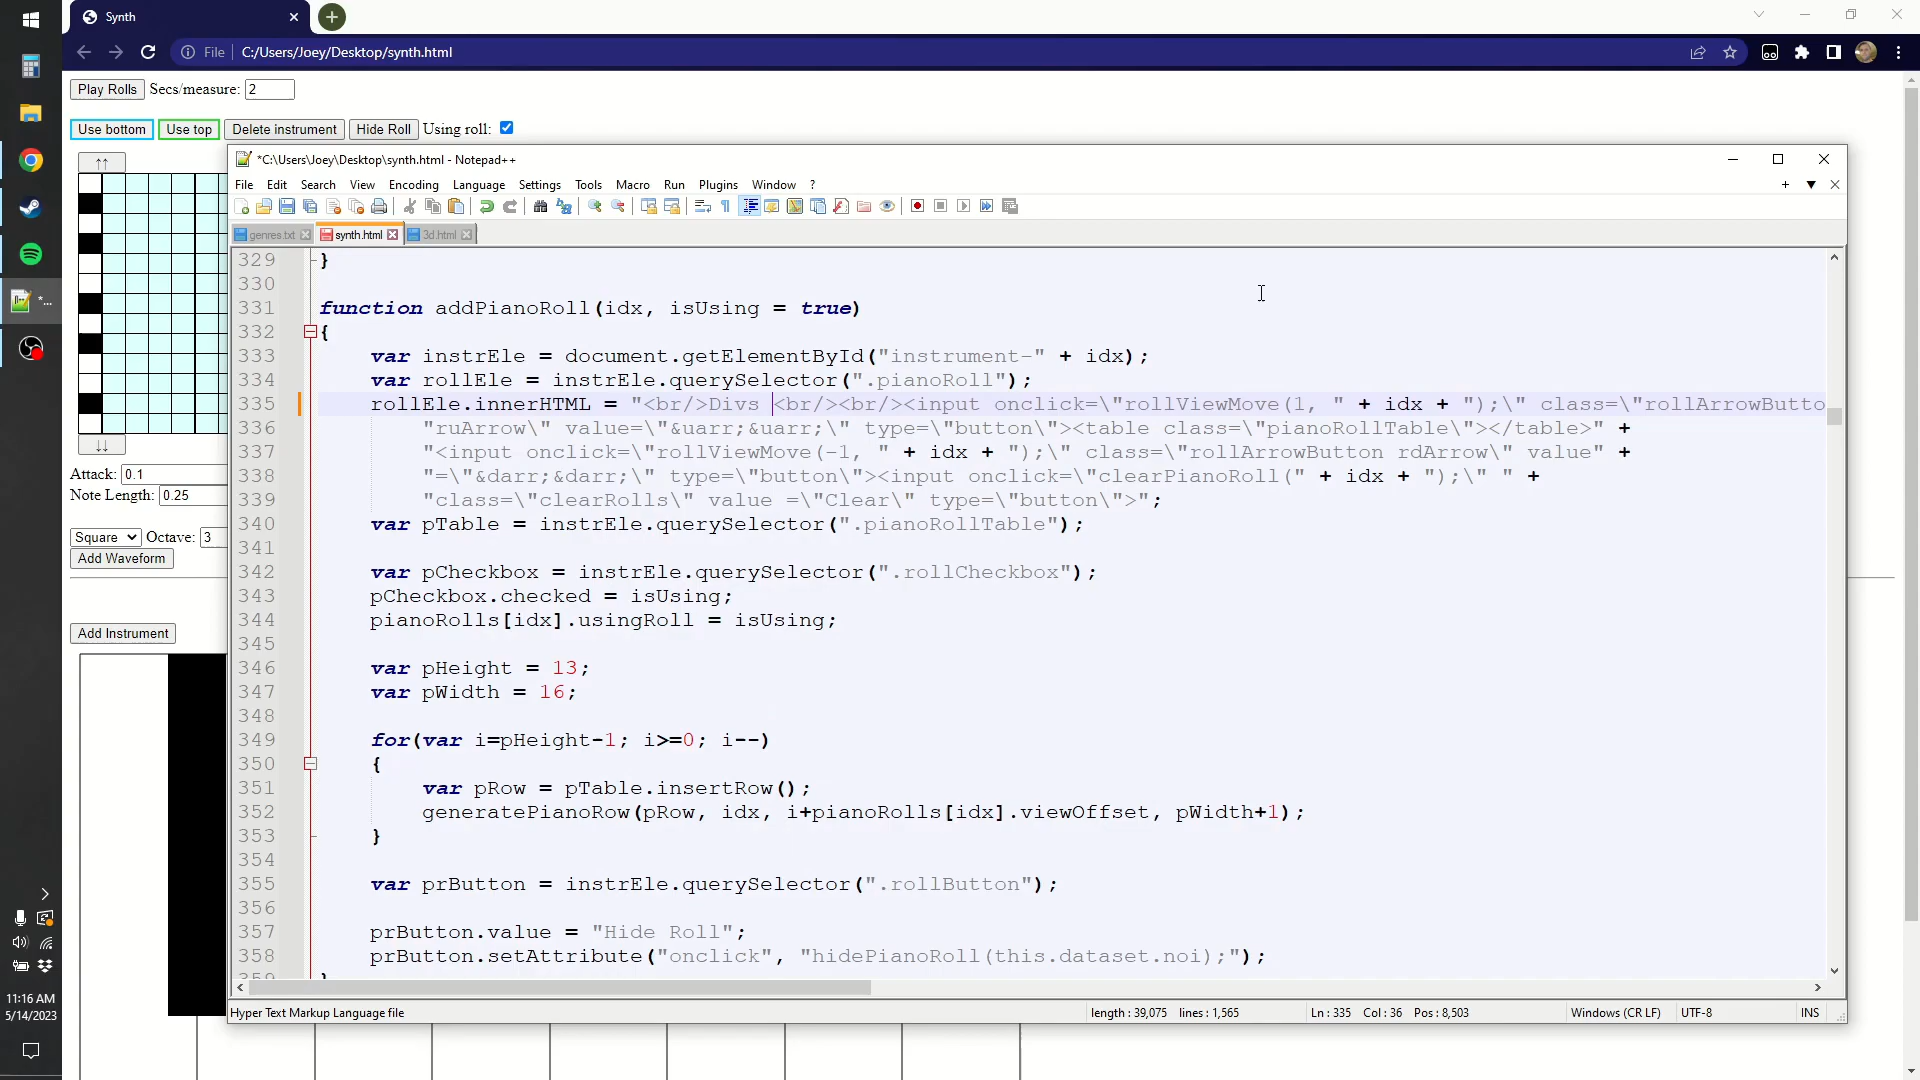 Synth
File C:/Users/Joey/Desktop/synth.html
Play Rolls Secs/measure: 2
Use bottom Use top Delete instrument Hide Roll Using roll:
↑↑
*C:\Users\Joey\Desktop\synth.html - Notepad++
File Edit Search View Encoding Language Settings Tools Macro Run Plugins Window ?
genres.txt synth.html 3d.html
329 }
330
331 function addPianoRoll(idx, isUsing = true)
332 {
333 var instrEle = document.getElementById("instrument-" + idx);
334 var rollEle = instrEle.querySelector(".pianoRoll");
335 rollEle.innerHTML = "<br/>Divs <br/><br/><input onclick=\"rollViewMove(1, " + idx + ");\" class=\"rollArrowButto
336 "ruArrow\" value=\"&uarr;&uarr;\" type=\"button\"><table class=\"pianoRollTable\"></table>" +
337 "<input onclick=\"rollViewMove(-1, " + idx + ");\" class=\"rollArrowButton rdArrow\" value" +
338 "=\"&darr;&darr;\" type=\"button\"><input onclick=\"clearPianoRoll(" + idx + ");\" " +
339 "class=\"clearRolls\" value =\"Clear\" type=\"button\">";
340 var pTable = instrEle.querySelector(".pianoRollTable");
341
342 var pCheckbox = instrEle.querySelector(".rollCheckbox");
343 pCheckbox.checked = isUsing;
344 pianoRolls[idx].usingRoll = isUsing;
345
346 var pHeight = 13;
347 var pWidth = 16;
348
349 for(var i=pHeight-1; i>=0; i--)
350 {
351 var pRow = pTable.insertRow();
352 generatePianoRow(pRow, idx, i+pianoRolls[idx].viewOffset, pWidth+1);
353 }
354
355 var prButton = instrEle.querySelector(".rollButton");
356
357 prButton.value = "Hide Roll";
358 prButton.setAttribute("onclick", "hidePianoRoll(this.dataset.noi);");
↓↓
Attack: 0.1
Note Length: 0.25
Square Octave: 3
Add Waveform
Add Instrument
Hyper Text Markup Language file length : 39,075 lines : 1,565 Ln : 335 Col : 36 Pos : 8,503 Windows (CR LF) UTF-8 INS
11:16 AM
5/14/2023